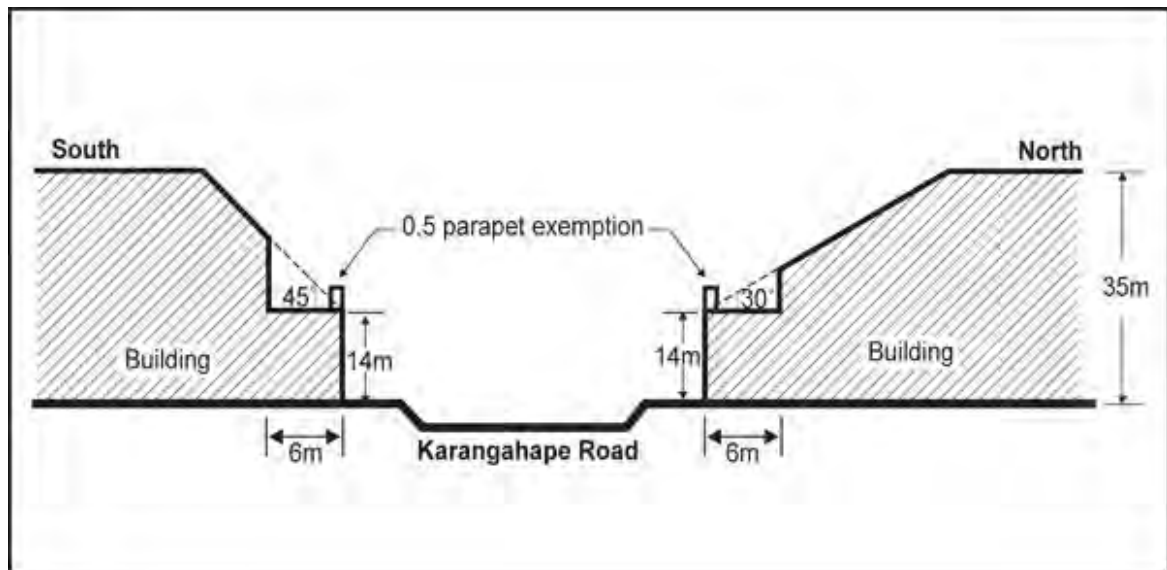 South
North
0.5 parapet exemption
45°
30°
35m
Building
14m
14m
Building
6m
Karangahape Road
6m